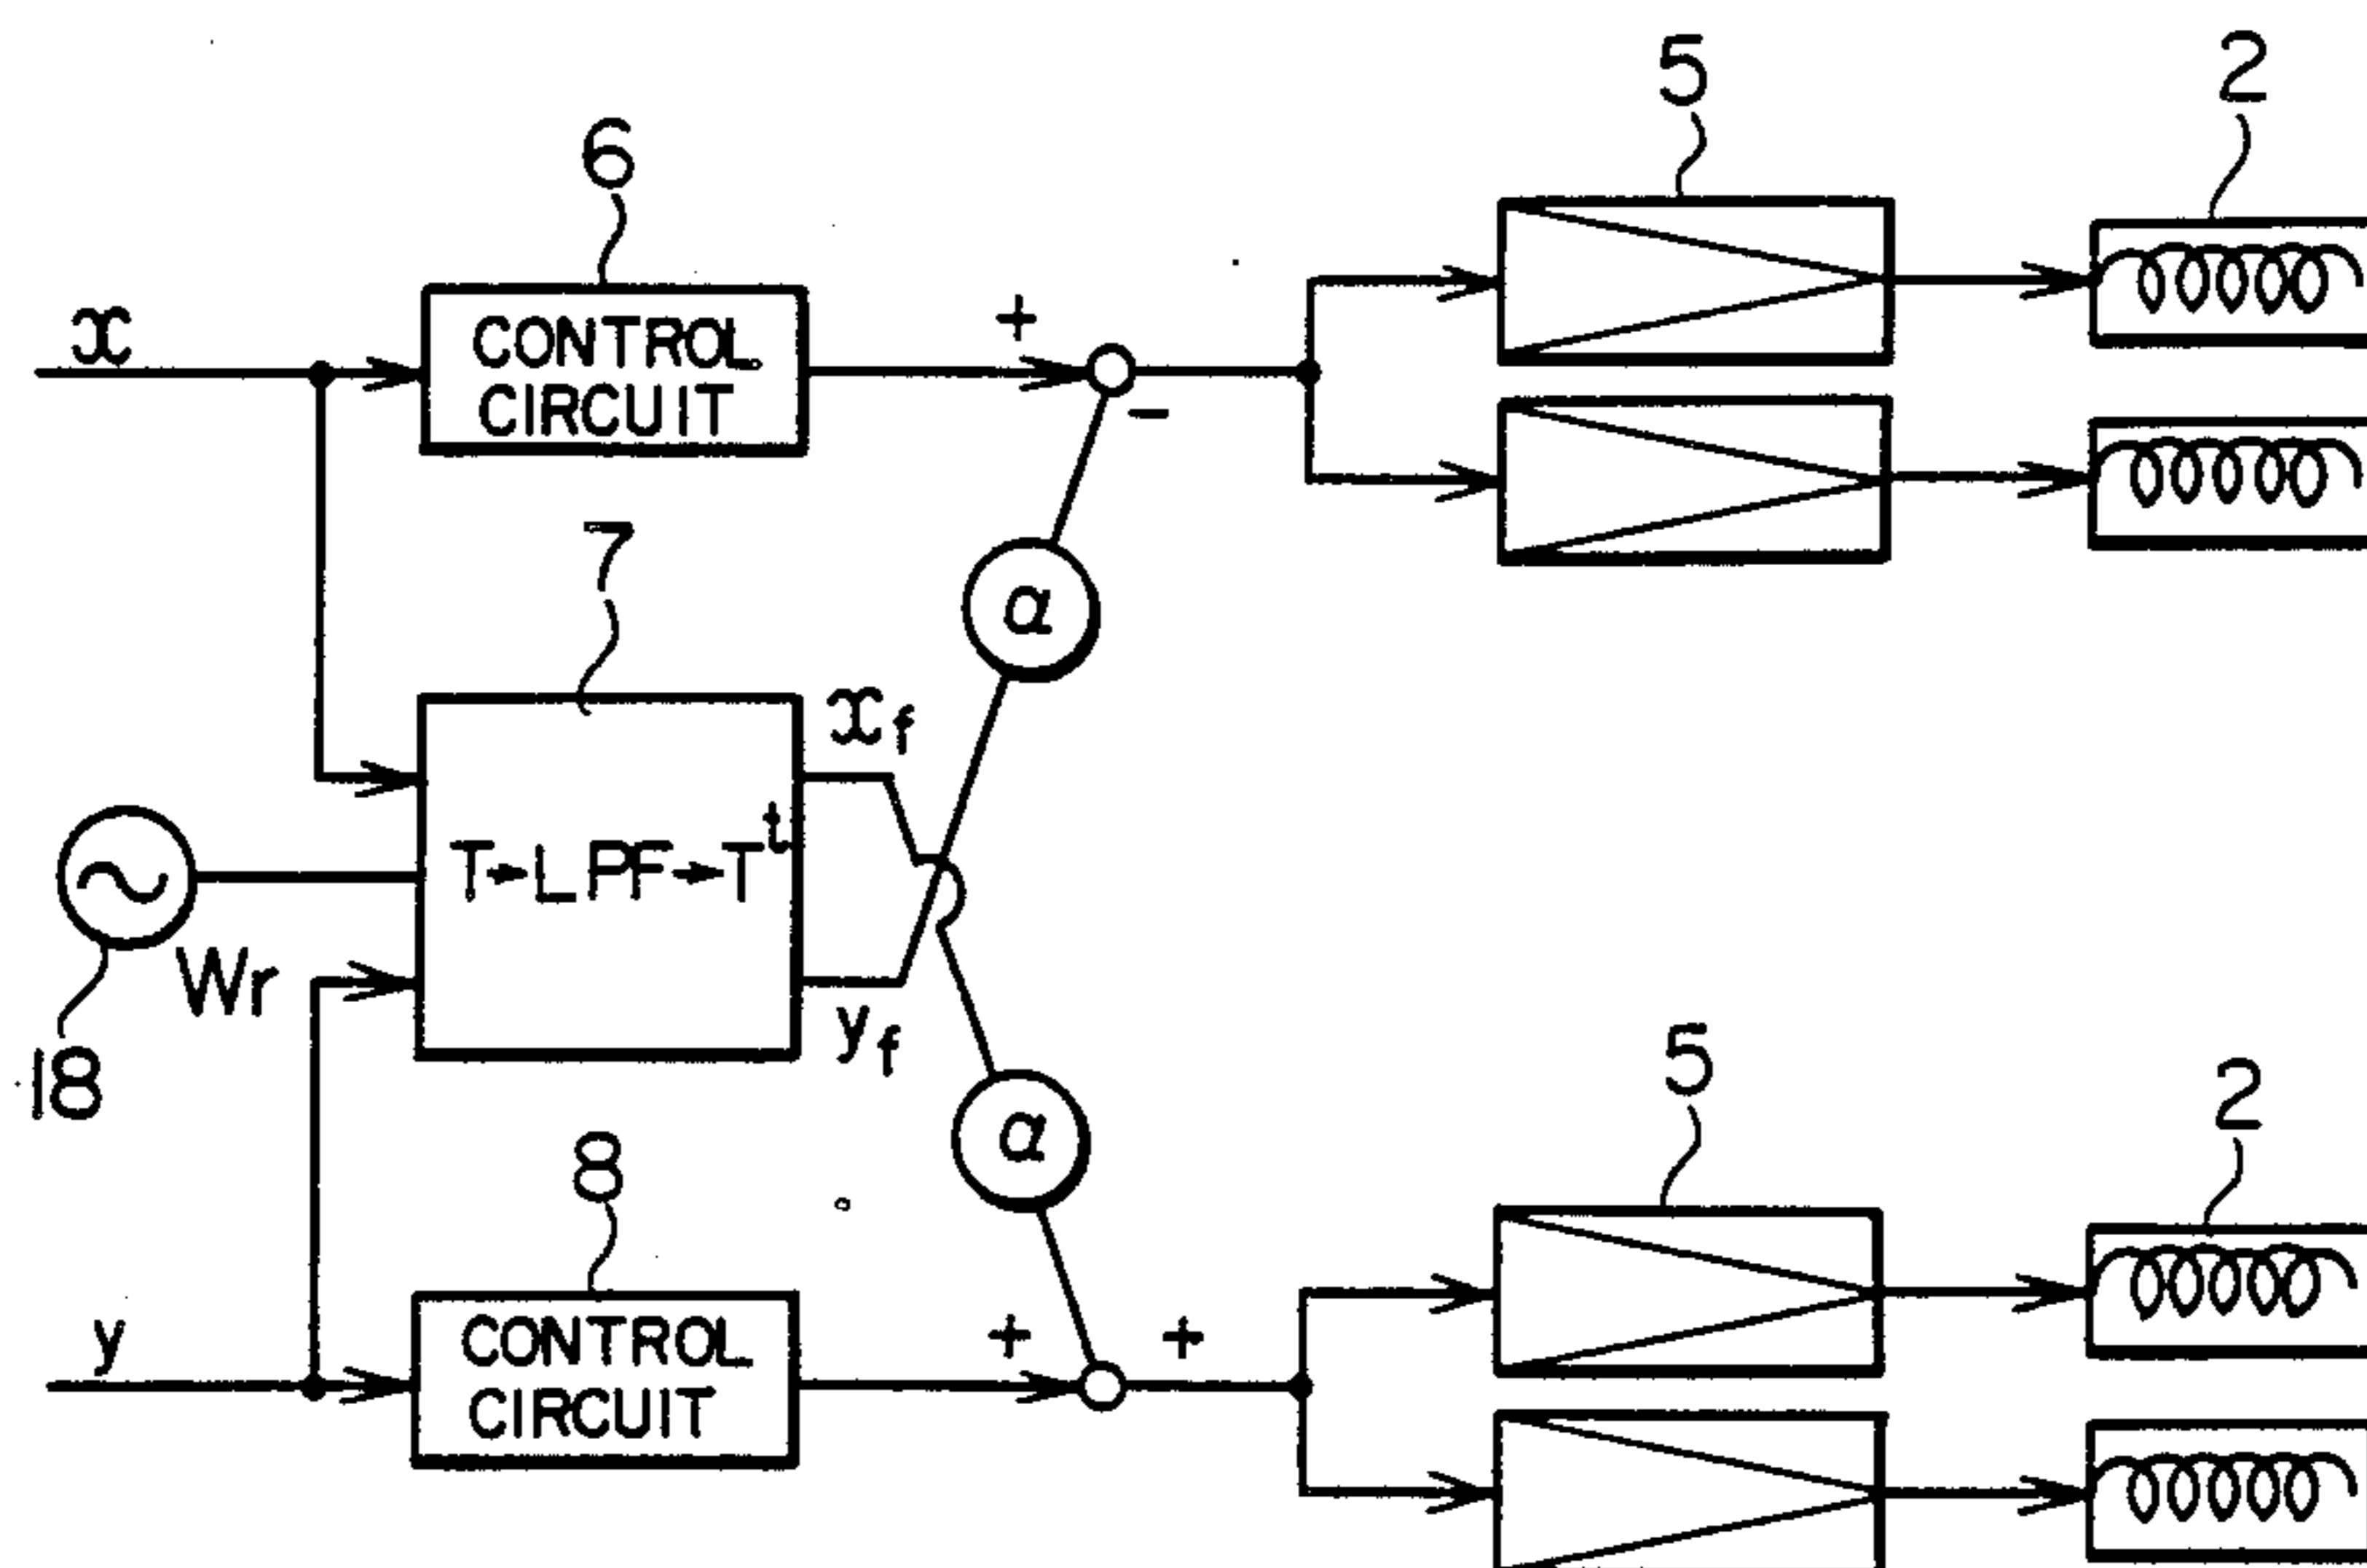 5
2
6
x
CONTROL
CIRCUIT
+
-
α
7
xf
T→LPF→Tt
Wr
yf
18
5
2
α
8
y
CONTROL
CIRCUIT
+
+